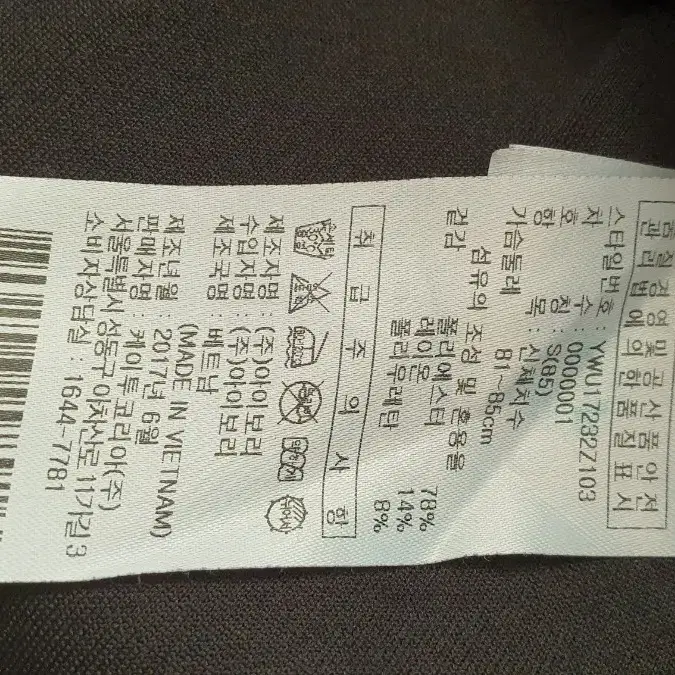 품질경영및공산품안전
관리법에의한품질표시
스타일번호 : YWU17232Z103
차수 : 0000001
호칭 : S(85)
항목 : 신체치수
가슴둘레 81~85cm
섬유의 조성 및 혼용율
겉감 폴리에스터 78%
레이온 14%
폴리우레탄 8%
취급주의사항
제조자명 : (주)아이보리
수입자명 : (주)아이보리
제조국명 : 베트남
(MADE IN VIETNAM)
제조년월 : 2017년 6월
판매자명 : 케이투코리아(주)
서울특별시 성동구 아차산로 11가길 3
소비자상담실 : 1644-7781